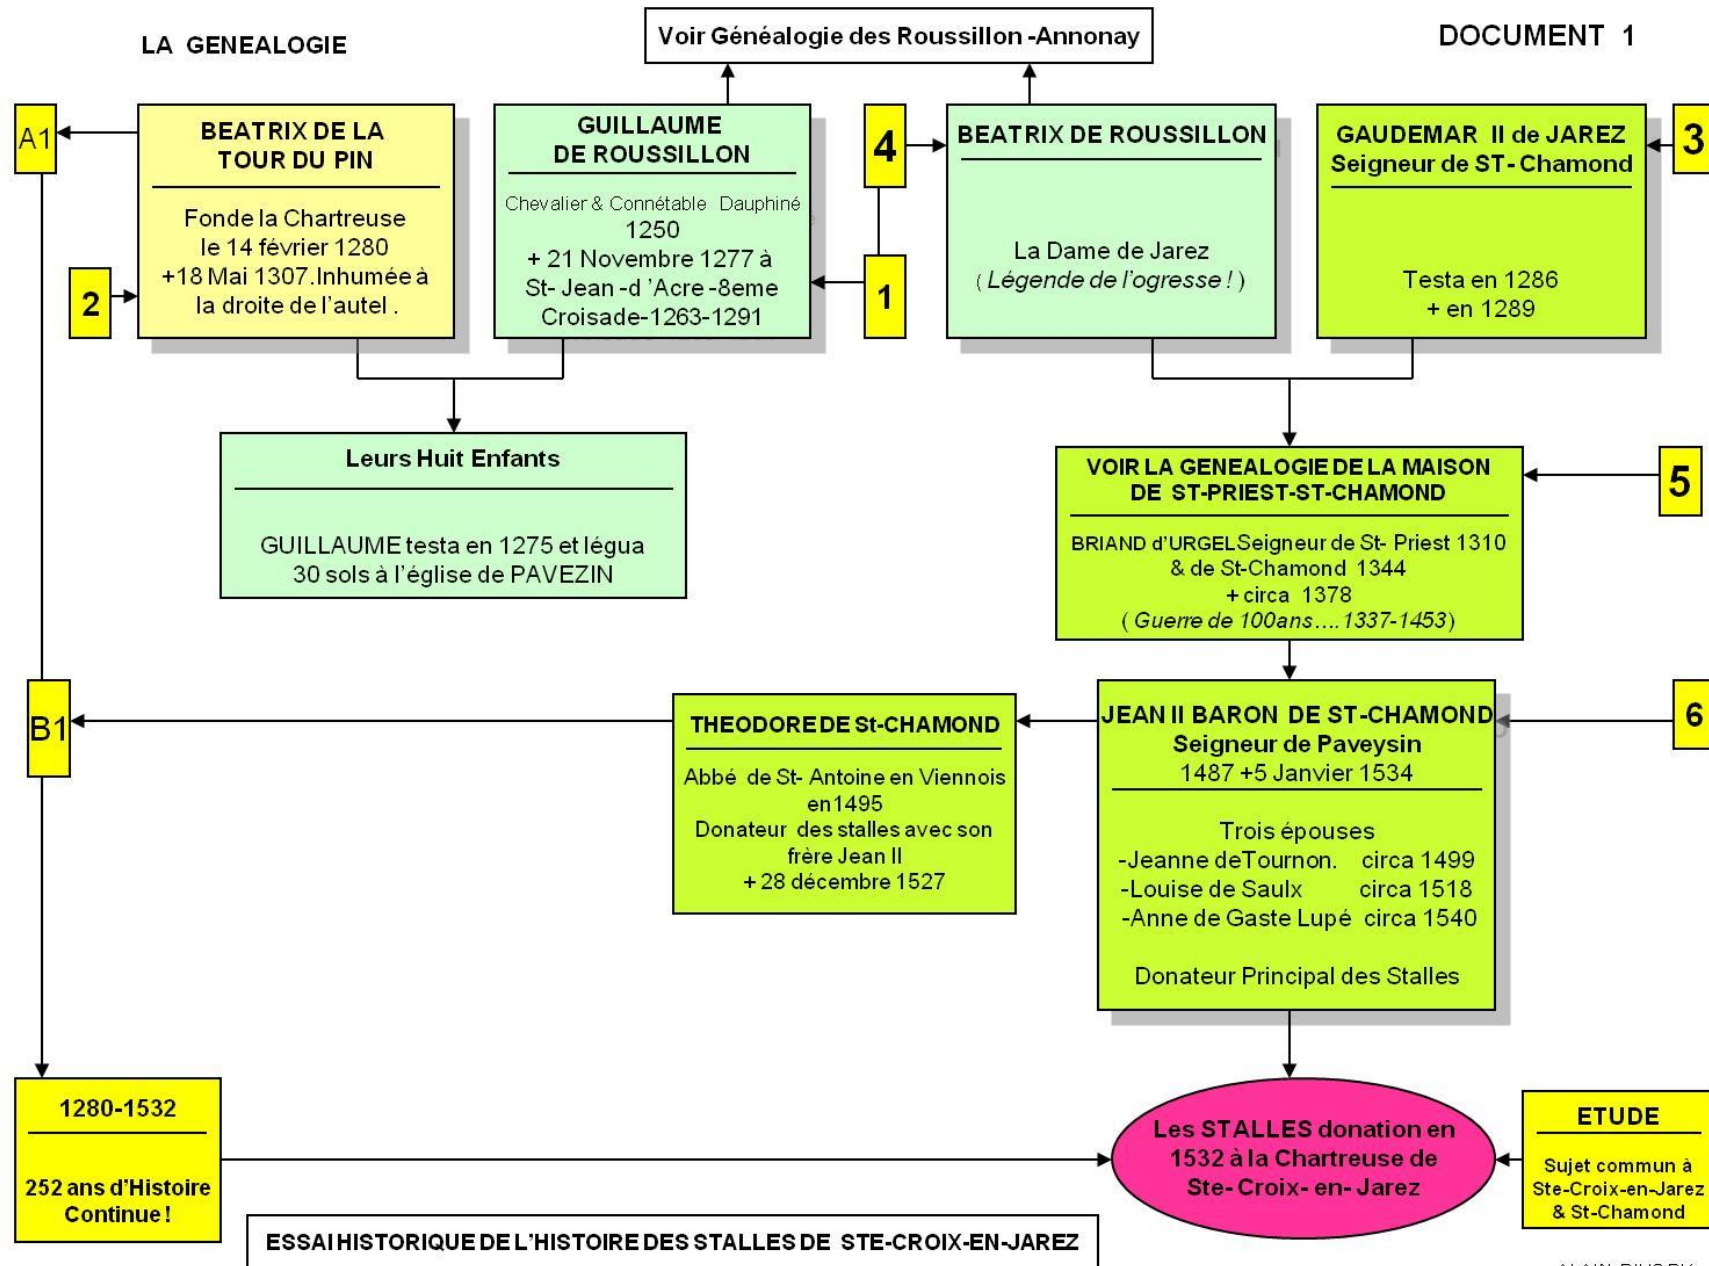 LA GENEALOGIE
Voir Généalogie des Roussillon -Annonay
DOCUMENT 1
A1
BEATRIX DE LA
TOUR DU PIN
Fonde la Chartreuse
le 14 février 1280
+18 Mai 1307.Inhumée à
la droite de l'autel .
2
GUILLAUME
DE ROUSSILLON
Chevalier & Connétable Dauphiné
1250
+ 21 Novembre 1277 à
St- Jean -d 'Acre -8eme
Croisade-1263-1291
4
1
BEATRIX DE ROUSSILLON
La Dame de Jarez
( Légende de l'ogresse ! )
GAUDEMAR II de JAREZ
Seigneur de ST- Chamond
Testa en 1286
+ en 1289
3
Leurs Huit Enfants
GUILLAUME testa en 1275 et légua
30 sols à l'église de PAVEZIN
VOIR LA GENEALOGIE DE LA MAISON
DE ST-PRIEST-ST-CHAMOND
BRIAND d'URGELSeigneur de St- Priest 1310
& de St-Chamond 1344
+ circa 1378
( Guerre de 100ans .... 1337-1453)
5
B1
THEODORE DE St-CHAMOND
Abbé de St- Antoine en Viennois
en1495
Donateur des stalles avec son
frère Jean II
+ 28 décembre 1527
JEAN II BARON DE ST-CHAMOND
Seigneur de Paveysin
1487 +5 Janvier 1534
Trois épouses
-Jeanne deTournon. circa 1499
-Louise de Saulx circa 1518
-Anne de Gaste Lupé circa 1540
Donateur Principal des Stalles
6
1280-1532
252 ans d'Histoire
Continue !
Les STALLES donation en
1532 à la Chartreuse de
Ste- Croix- en- Jarez
ETUDE
Sujet commun à
Ste-Croix-en-Jarez
& St-Chamond
ESSAI HISTORIQUE DE L'HISTOIRE DES STALLES DE STE-CROIX-EN-JAREZ